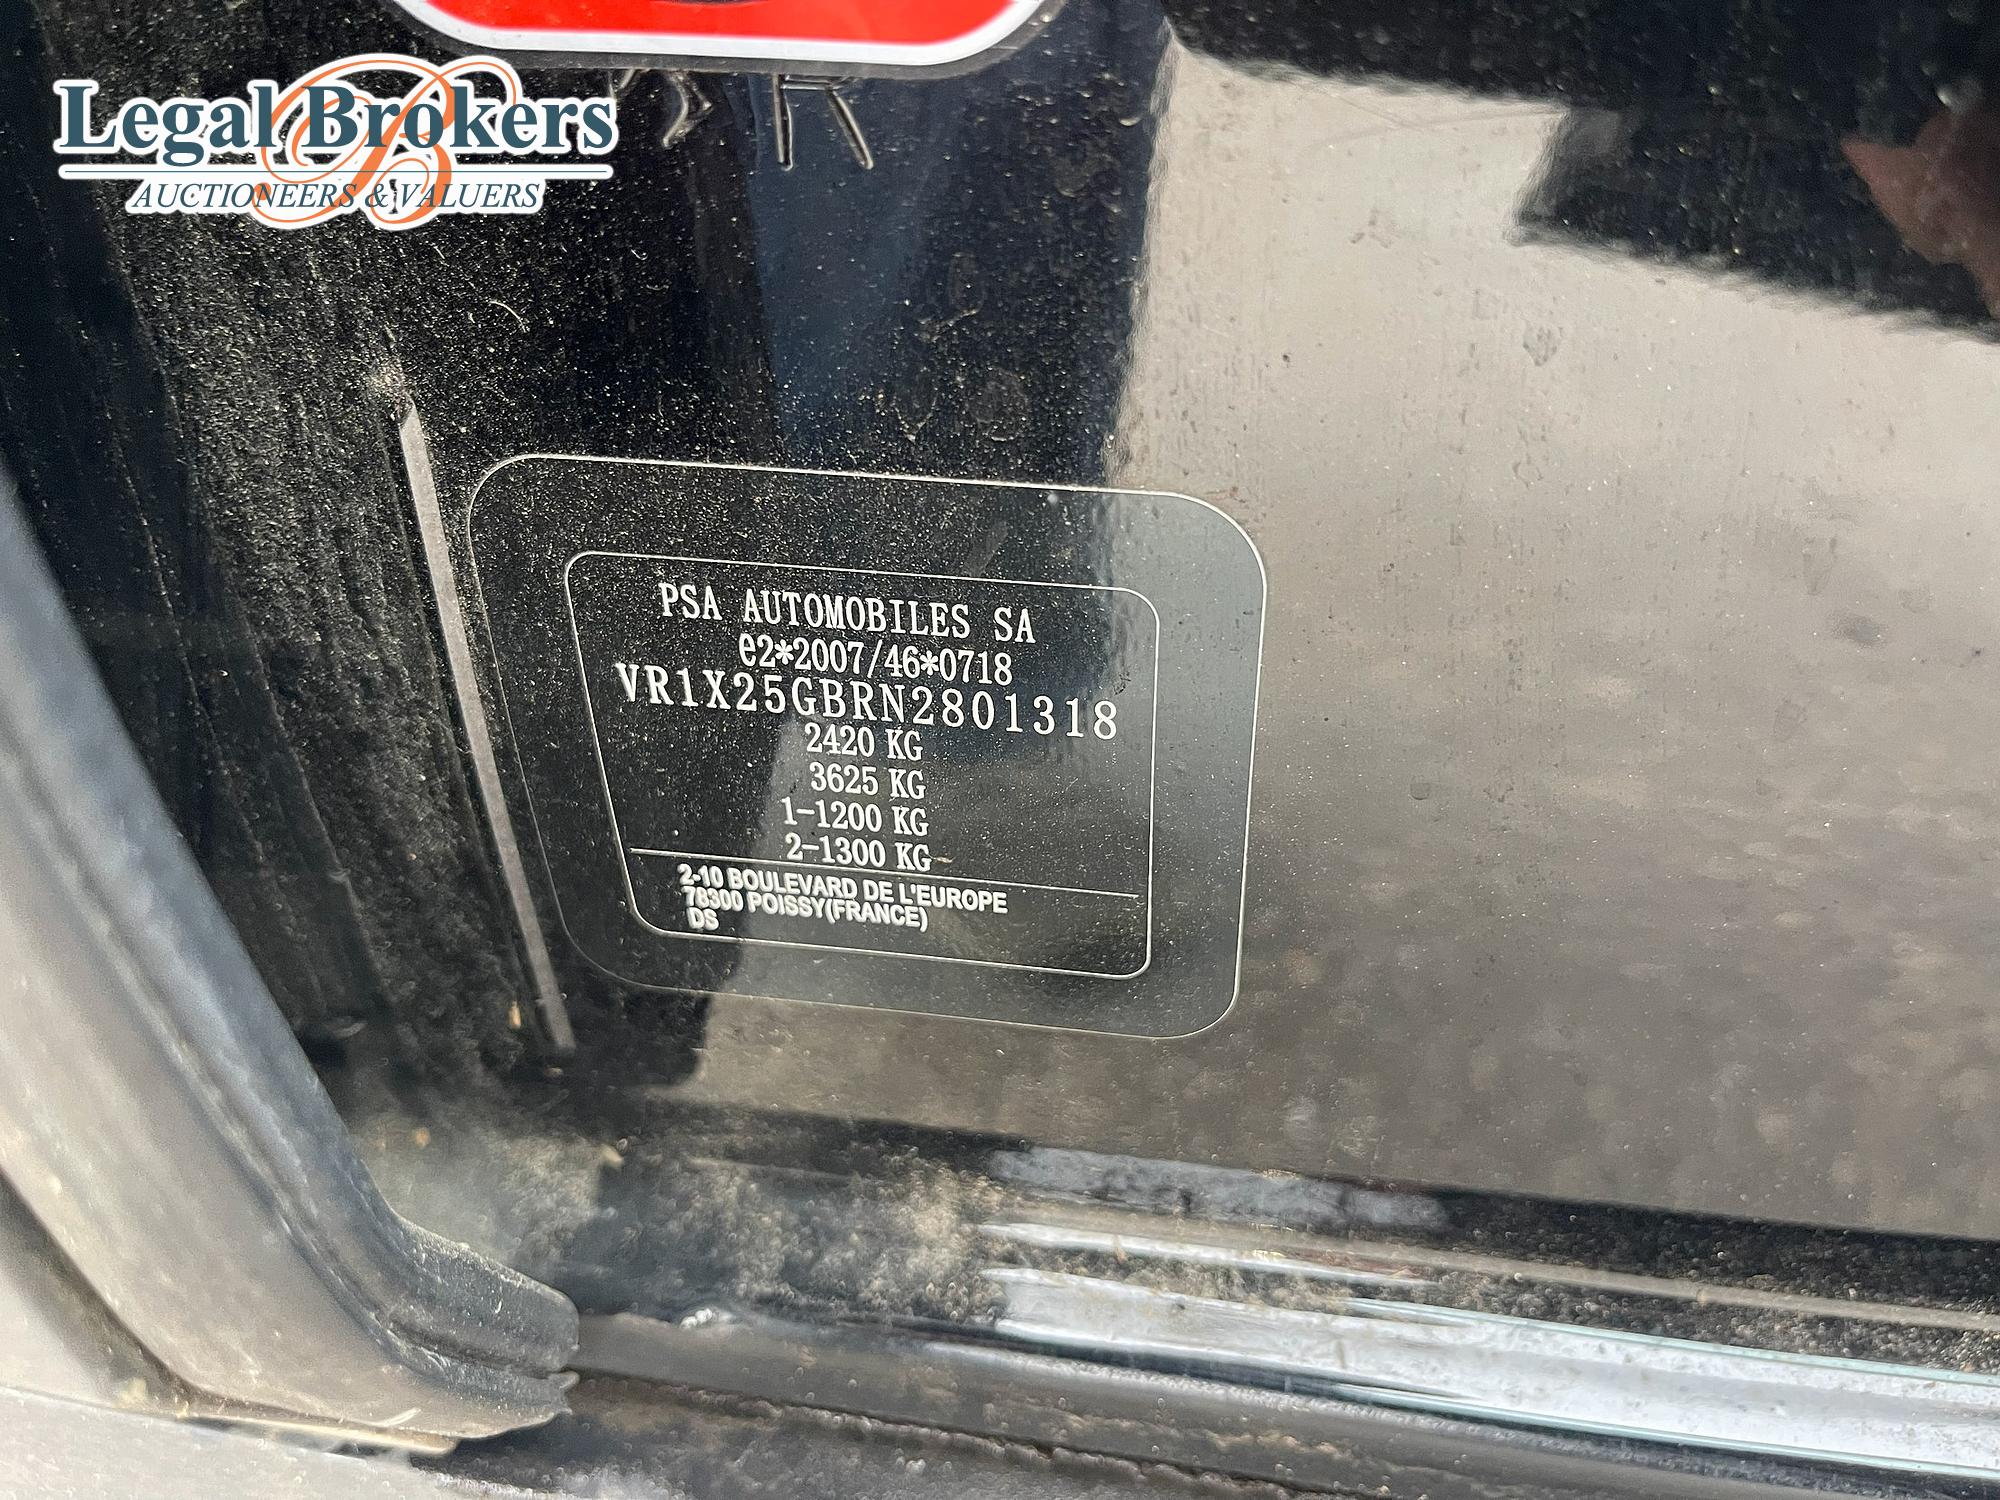 Legal Brokers
AUCTIONEERS & VALUERS
PSA AUTOMOBILES SA
e2*2007/46*0718
VR1X25GBRN2801318
2420 KG
3625 KG
1-1200 KG
2-1300 KG
2-10 BOULEVARD DE L'EUROPE
78300 POISSY(FRANCE)
DS